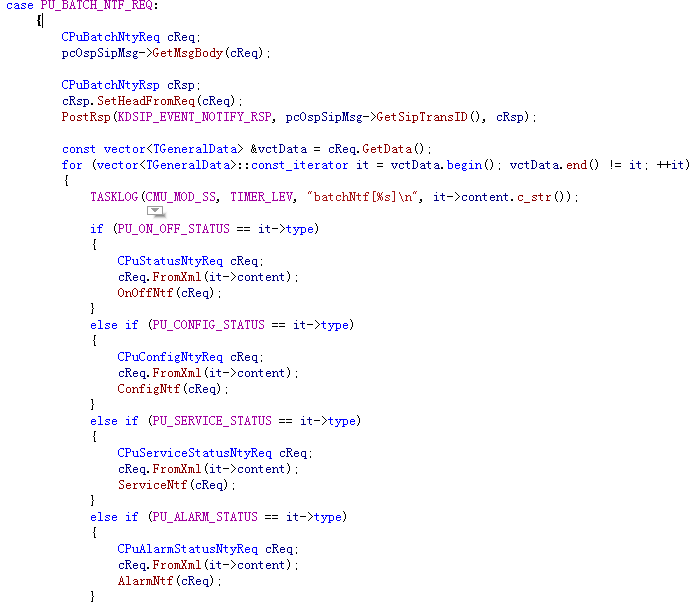 case PU_BATCH_NTF_REQ:
{
CPuBatchNtyReq cReq;
pcOspSipMsg->GetMsgBody(cReq);
CPuBatchNtyRsp cRsp;
cRsp.SetHeadFromReq(cReq);
PostRsp(KDSIP_EVENT_NOTIFY_RSP, pcOspSipMsg->GetSipTransID(), cRsp);
const vector<TGeneralData> &vctData = cReq.GetData();
for (vector<TGeneralData>::const_iterator it = vctData.begin(); vctData.end() != it; ++it)
{
TASKLOG(CMU_MOD_SS, TIMER_LEV, "batchNtf[%s]\n", it->content.c_str());
if (PU_ON_OFF_STATUS == it->type)
{
CPuStatusNtyReq cReq;
cReq.FromXml(it->content);
OnOffNtf(cReq);
}
else if (PU_CONFIG_STATUS == it->type)
{
CPuConfigNtyReq cReq;
cReq.FromXml(it->content);
ConfigNtf(cReq);
}
else if (PU_SERVICE_STATUS == it->type)
{
CPuServiceStatusNtyReq cReq;
cReq.FromXml(it->content);
ServiceNtf(cReq);
}
else if (PU_ALARM_STATUS == it->type)
{
CPuAlarmStatusNtyReq cReq;
cReq.FromXml(it->content);
AlarmNtf(cReq);
}